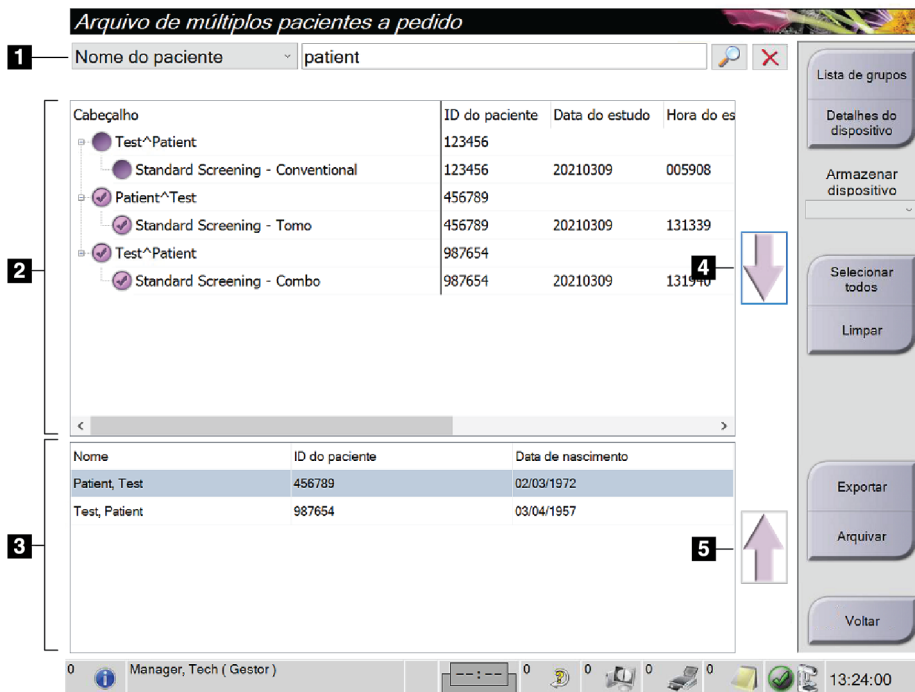 Arquivo de múltiplos pacientes a pedido
1
Nome do paciente patient
Lista de grupos
Detalhes do
dispositivo
Armazenar
dispositivo
Selecionar
todos
Limpar
Exportar
Arquivar
Voltar
2
Cabeçalho ID do paciente Data do estudo Hora do es
Test^Patient 123456
Standard Screening - Conventional 123456 20210309 005908
Patient^Test 456789
Standard Screening - Tomo 456789 20210309 131339
Test^Patient 987654
Standard Screening - Combo 987654 20210309 131940
4
3
Nome ID do paciente Data de nascimento
Patient, Test 456789 02/03/1972
Test, Patient 987654 03/04/1957
5
0 Manager, Tech ( Gestor ) --:-- 0 0 0 0 13:24:00